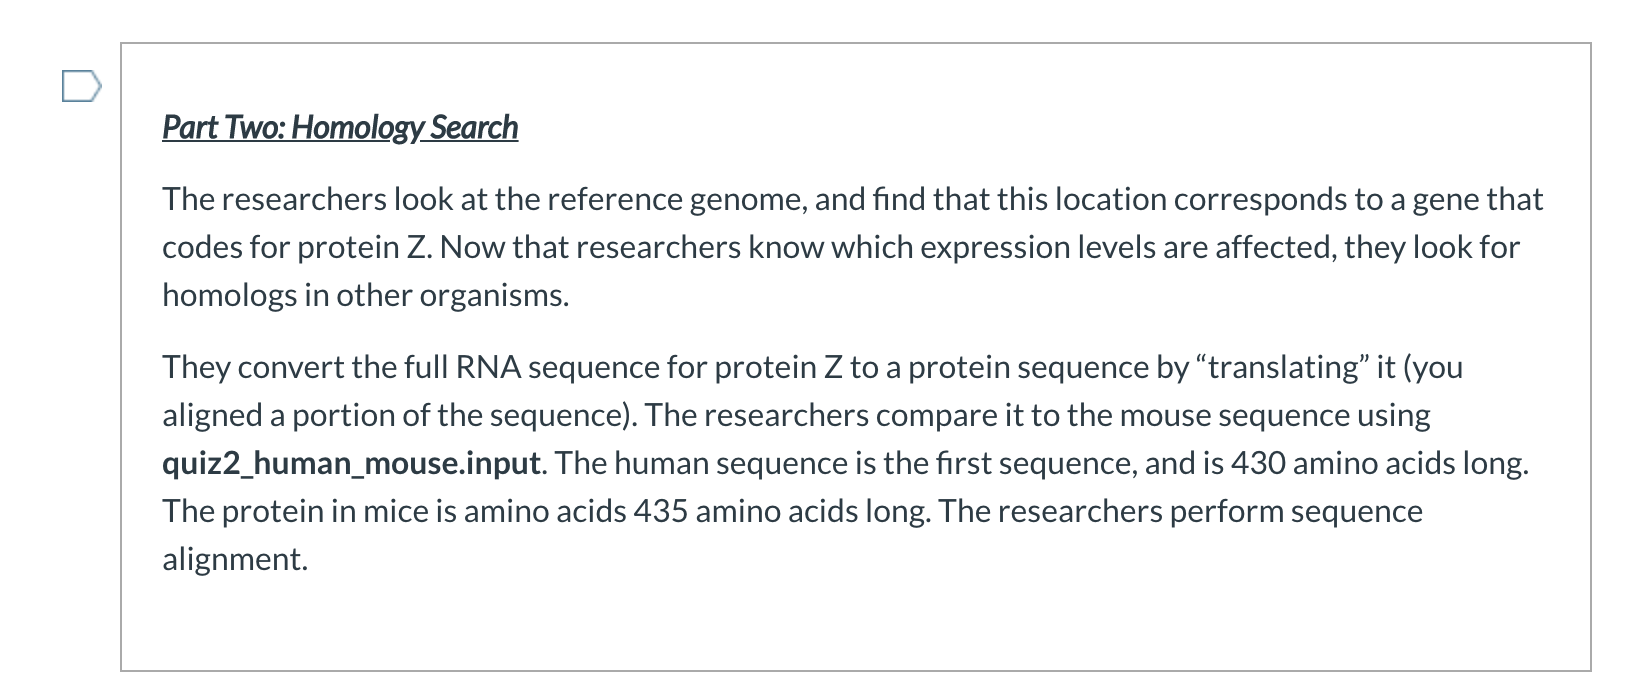 Part Two: Homology Search
The researchers look at the reference genome, and find that this location corresponds to a gene that
codes for protein Z. Now that researchers know which expression levels are affected, they look for
homologs in other organisms.
They convert the full RNA sequence for protein Z to a protein sequence by “translating” it (you
aligned a portion of the sequence). The researchers compare it to the mouse sequence using
quiz2_human_mouse.input. The human sequence is the first sequence, and is 430 amino acids long.
The protein in mice is amino acids 435 amino acids long. The researchers perform sequence
alignment.